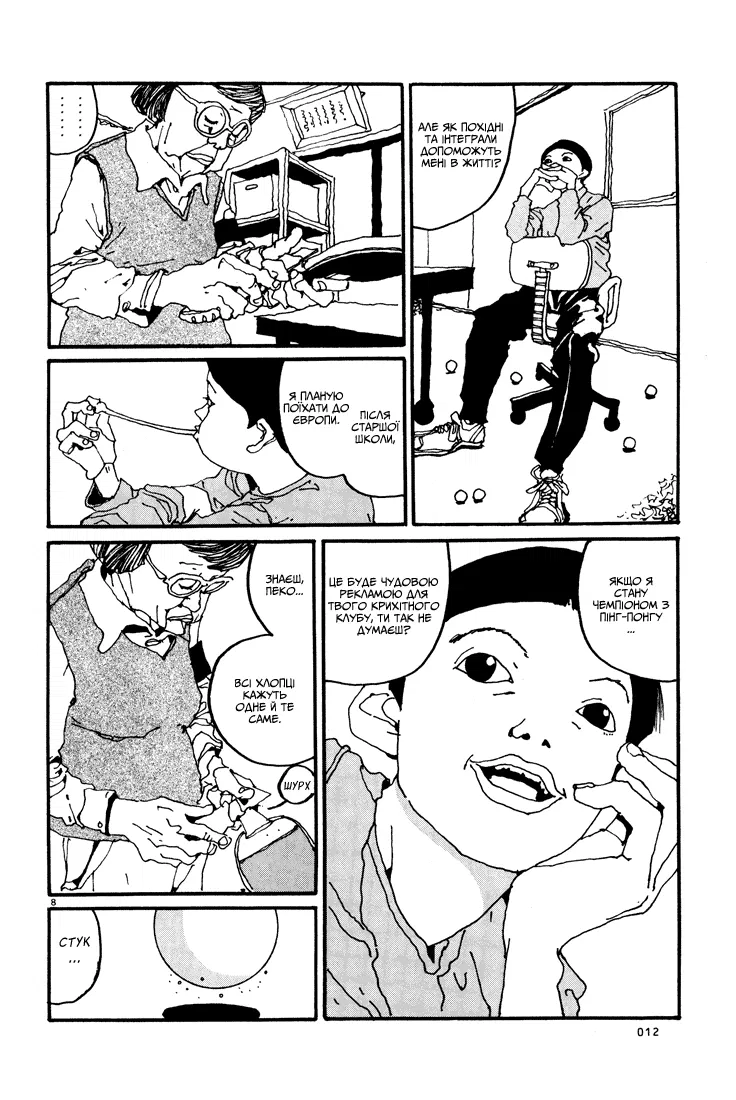 АЛЕ ЯК ПОХІДНІ
ТА ІНТЕГРАЛИ
ДОПОМОЖУТЬ
МЕНІ В ЖИТТІ?
............
ПІСЛЯ
СТАРШОЇ
ШКОЛИ,
Я ПЛАНУЮ
ПОЇХАТИ ДО
ЄВРОПИ.
ЯКЩО Я
СТАНУ
ЧЕМПІОНОМ З
ПІНГ-ПОНГУ
...
ЦЕ БУДЕ ЧУДОВОЮ
РЕКЛАМОЮ ДЛЯ
ТВОГО КРИХІТНОГО
КЛУБУ, ТИ ТАК НЕ
ДУМАЄШ?
ЗНАЄШ,
ПЕКО...
ВСІ ХЛОПЦІ
КАЖУТЬ
ОДНЕ Й ТЕ
САМЕ.
ШУРХ
8
СТУК
...
012